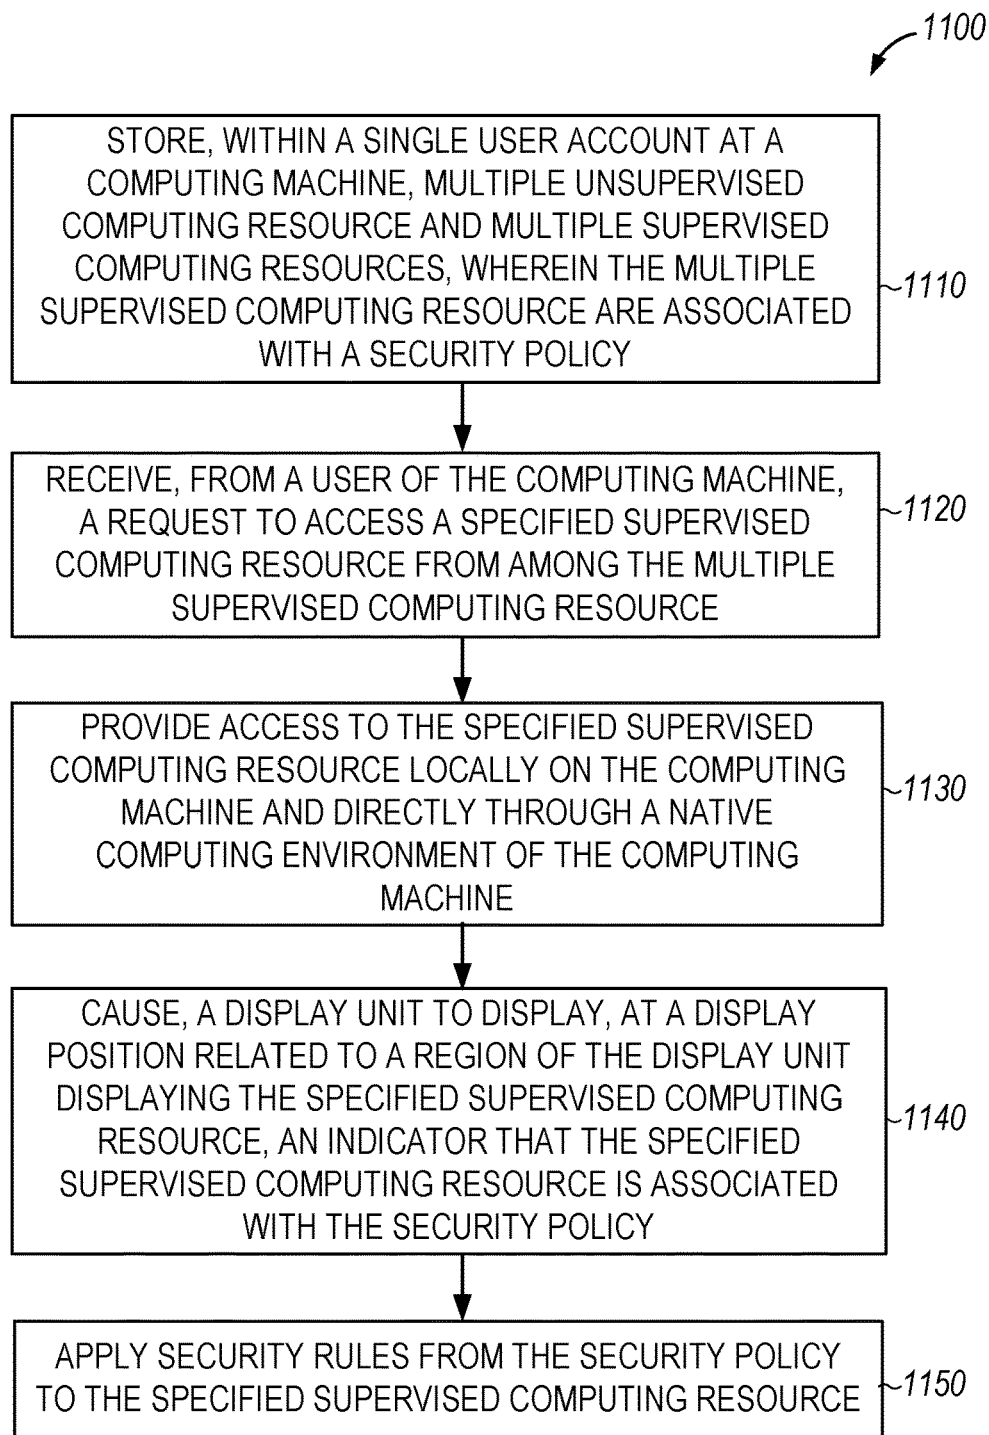 1100
STORE, WITHIN A SINGLE USER ACCOUNT AT A
COMPUTING MACHINE, MULTIPLE UNSUPERVISED
COMPUTING RESOURCE AND MULTIPLE SUPERVISED
COMPUTING RESOURCES, WHEREIN THE MULTIPLE
SUPERVISED COMPUTING RESOURCE ARE ASSOCIATED
WITH A SECURITY POLICY
1110
RECEIVE, FROM A USER OF THE COMPUTING MACHINE,
A REQUEST TO ACCESS A SPECIFIED SUPERVISED
COMPUTING RESOURCE FROM AMONG THE MULTIPLE
SUPERVISED COMPUTING RESOURCE
1120
PROVIDE ACCESS TO THE SPECIFIED SUPERVISED
COMPUTING RESOURCE LOCALLY ON THE COMPUTING
MACHINE AND DIRECTLY THROUGH A NATIVE
COMPUTING ENVIRONMENT OF THE COMPUTING
MACHINE
1130
CAUSE, A DISPLAY UNIT TO DISPLAY, AT A DISPLAY
POSITION RELATED TO A REGION OF THE DISPLAY UNIT
DISPLAYING THE SPECIFIED SUPERVISED COMPUTING
RESOURCE, AN INDICATOR THAT THE SPECIFIED
SUPERVISED COMPUTING RESOURCE IS ASSOCIATED
WITH THE SECURITY POLICY
1140
APPLY SECURITY RULES FROM THE SECURITY POLICY
TO THE SPECIFIED SUPERVISED COMPUTING RESOURCE
1150